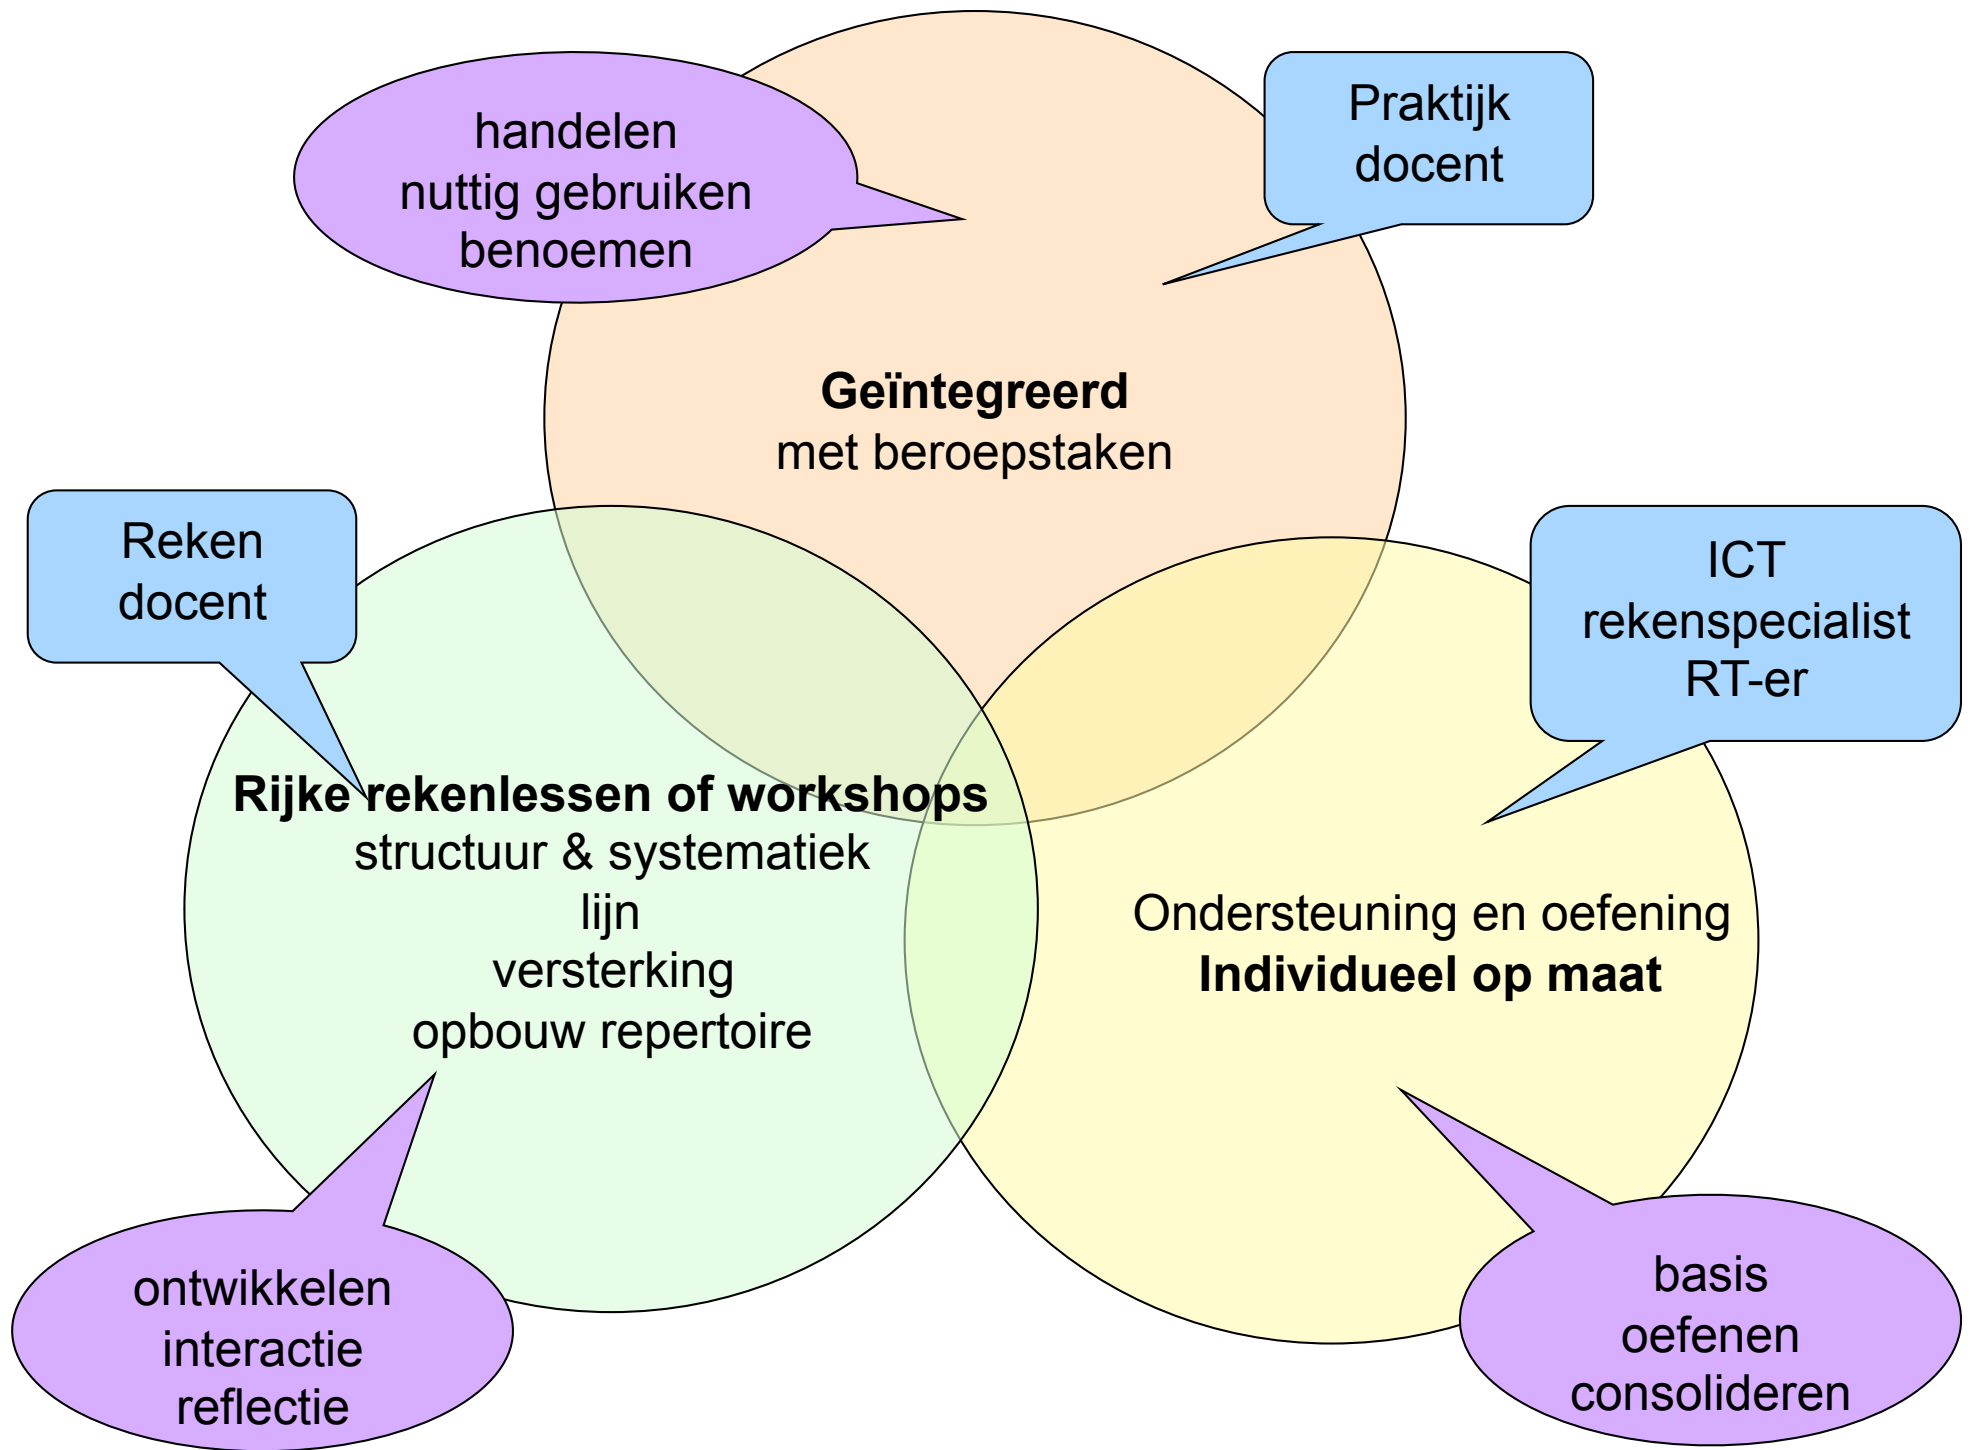 handelen
nuttig gebruiken
benoemen
Praktijk
docent
Geïntegreerd
met beroepstaken
Reken
docent
ICT
rekenspecialist
RT-er
Rijke rekenlessen of workshops
structuur & systematiek
lijn
versterking
opbouw repertoire
Ondersteuning en oefening
Individueel op maat
ontwikkelen
interactie
reflectie
basis
oefenen
consolideren